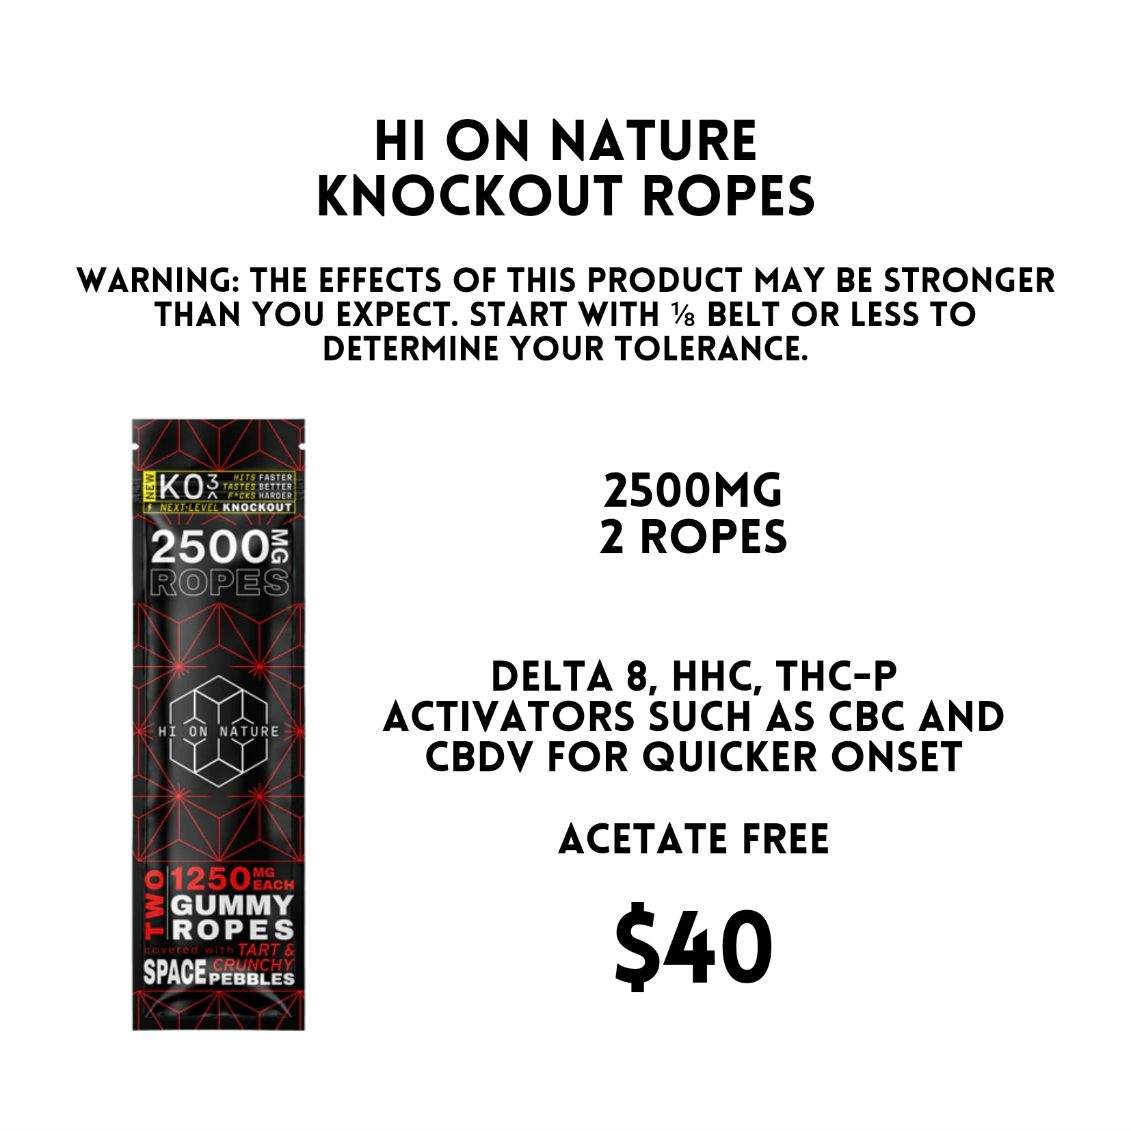 HI ON NATURE
KNOCKOUT ROPES
WARNING: THE EFFECTS OF THIS PRODUCT MAY BE STRONGER
THAN YOU EXPECT. START WITH ⅛ BELT OR LESS TO
DETERMINE YOUR TOLERANCE.
NEW
KO3
HITS FASTER
TASTES BETTER
F*CKS HARDER
NEXT-LEVEL KNOCKOUT
2500MG
ROPES
HI ON NATURE
TWO
1250MG EACH
GUMMY
ROPES
covered with TART &
CRUNCHY
SPACE PEBBLES
2500MG
2 ROPES
DELTA 8, HHC, THC-P
ACTIVATORS SUCH AS CBC AND
CBDV FOR QUICKER ONSET
ACETATE FREE
$40